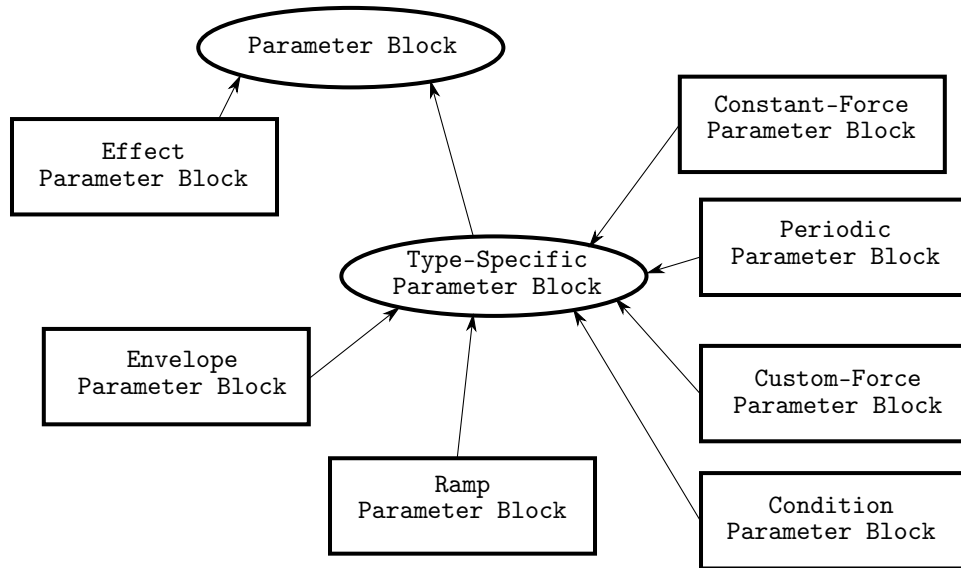 Parameter Block
Constant-Force
Parameter Block
Effect
Parameter Block
Periodic
Parameter Block
Type-Specific
Parameter Block
Envelope
Parameter Block
Custom-Force
Parameter Block
Ramp
Parameter Block
Condition
Parameter Block